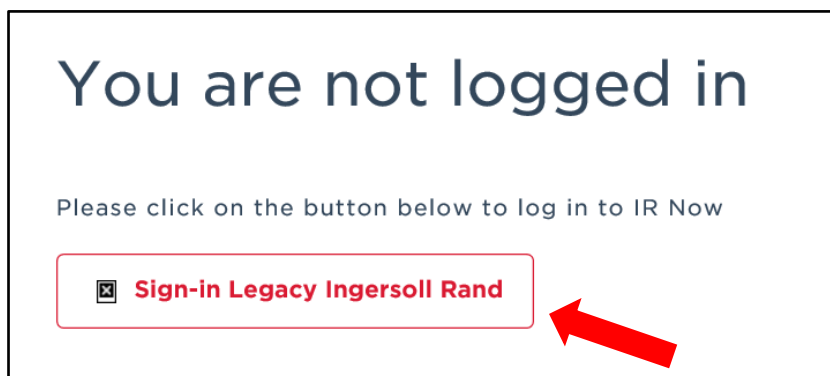 You are not logged in
Please click on the button below to log in to IR Now
Sign-in Legacy Ingersoll Rand